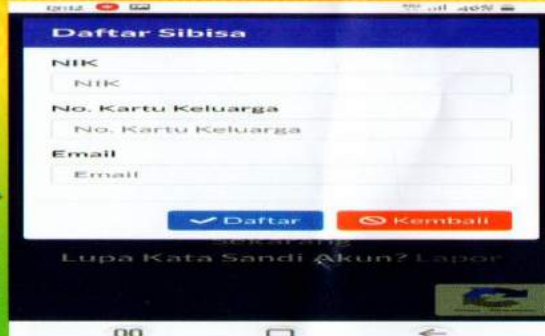 Daftar Sibisa
NIK
NIK
No. Kartu Keluarga
No. Kartu Keluarga
Email
Email
Daftar
Kembali
Sekarang
Lupa Kata Sandi Akun? Lapor